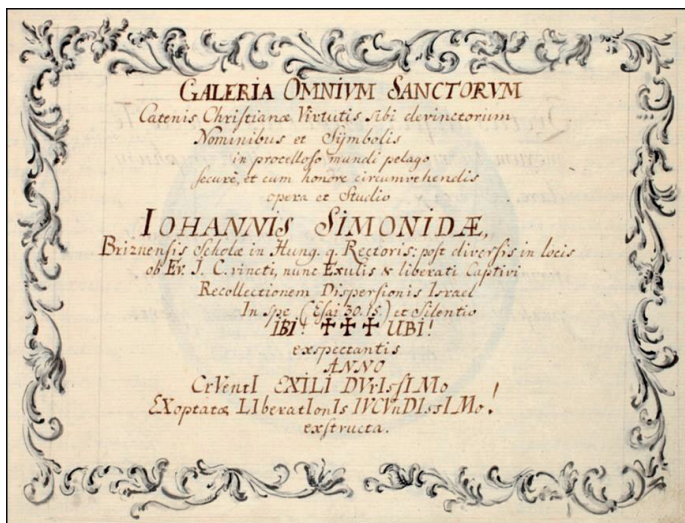 GALERIA OMNIVM SANCTORVM
Catenis Christianæ Virtutis sibi devinctorium
Nominibus et Symbolis
in procelloso mundi pelago
securè, et cum honore circumvehendis
opera et Studio
IOHANNIS SIMONIDÆ,
Briznensis Scholæ in Hung. q. Rectoris: post diversis in locis
ob Ev. J. C. vincti, nunc Exulis & liberati Captivi
Recollectionem Dispersionis Israel
In spe (Esai 30.15.) et Silentio
IBI! ✝ ✝ ✝ UBI!
exspectantis
ANNO
CrVentI EXILI DVrIsſIMo !
EXoptatæ LIberatIonIs IVCVnDIssIMo!
exstructa.